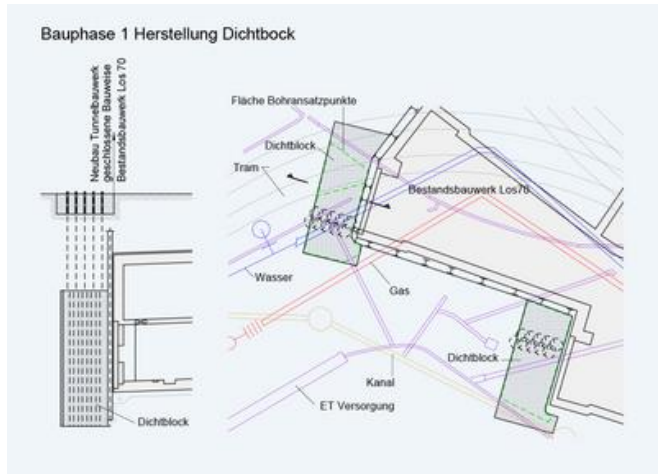 Bauphase 1 Herstellung Dichtbock
Neubau Tunnelbauwerk
geschlossene Bauweise
Bestandsbauwerk Los 70
Dichtblock
Fläche Bohransatzpunkte
Dichtblock
Tram
Bestandsbauwerk Los70
Wasser
Gas
Dichtblock
Kanal
ET Versorgung